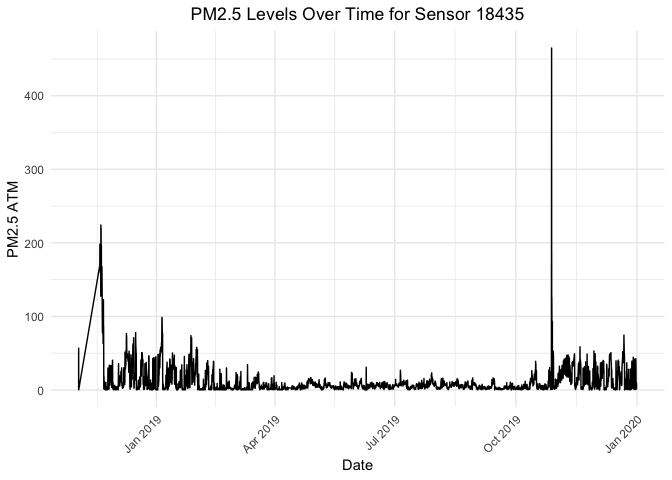 PM2.5 Levels Over Time for Sensor 18435
PM2.5 ATM
400
300
200
100
0
Jan 2019
Apr 2019
Jul 2019
Oct 2019
Jan 2020
Date